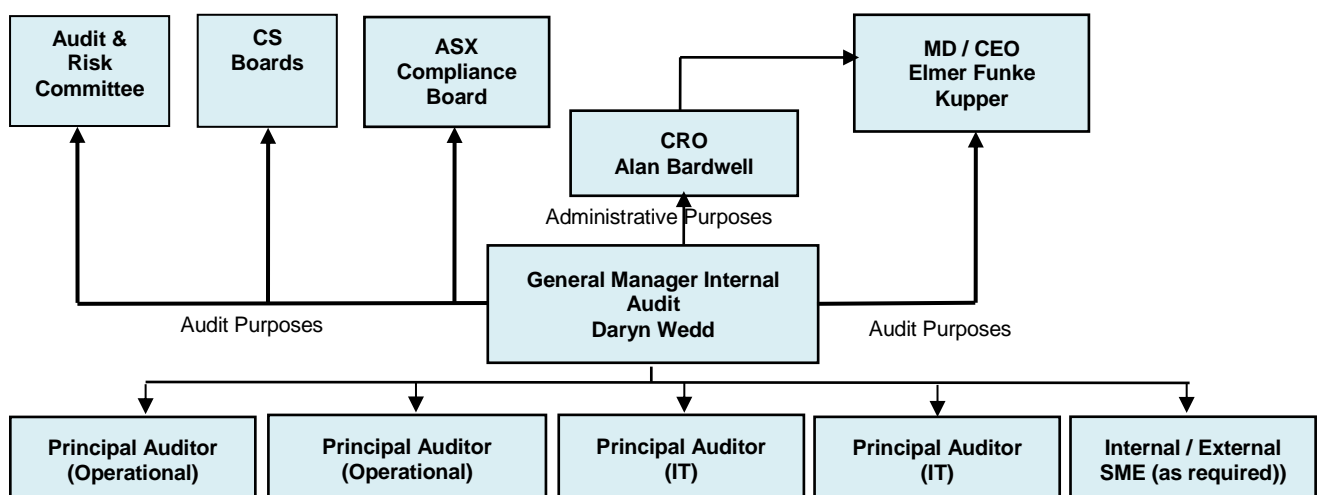 Audit &
Risk
Committee
CS
Boards
ASX
Compliance
Board
MD / CEO
Elmer Funke
Kupper
CRO
Alan Bardwell
Administrative Purposes
General Manager Internal
Audit
Daryn Wedd
Audit Purposes
Audit Purposes
Principal Auditor
(Operational)
Principal Auditor
(Operational)
Principal Auditor
(IT)
Principal Auditor
(IT)
Internal / External
SME (as required))